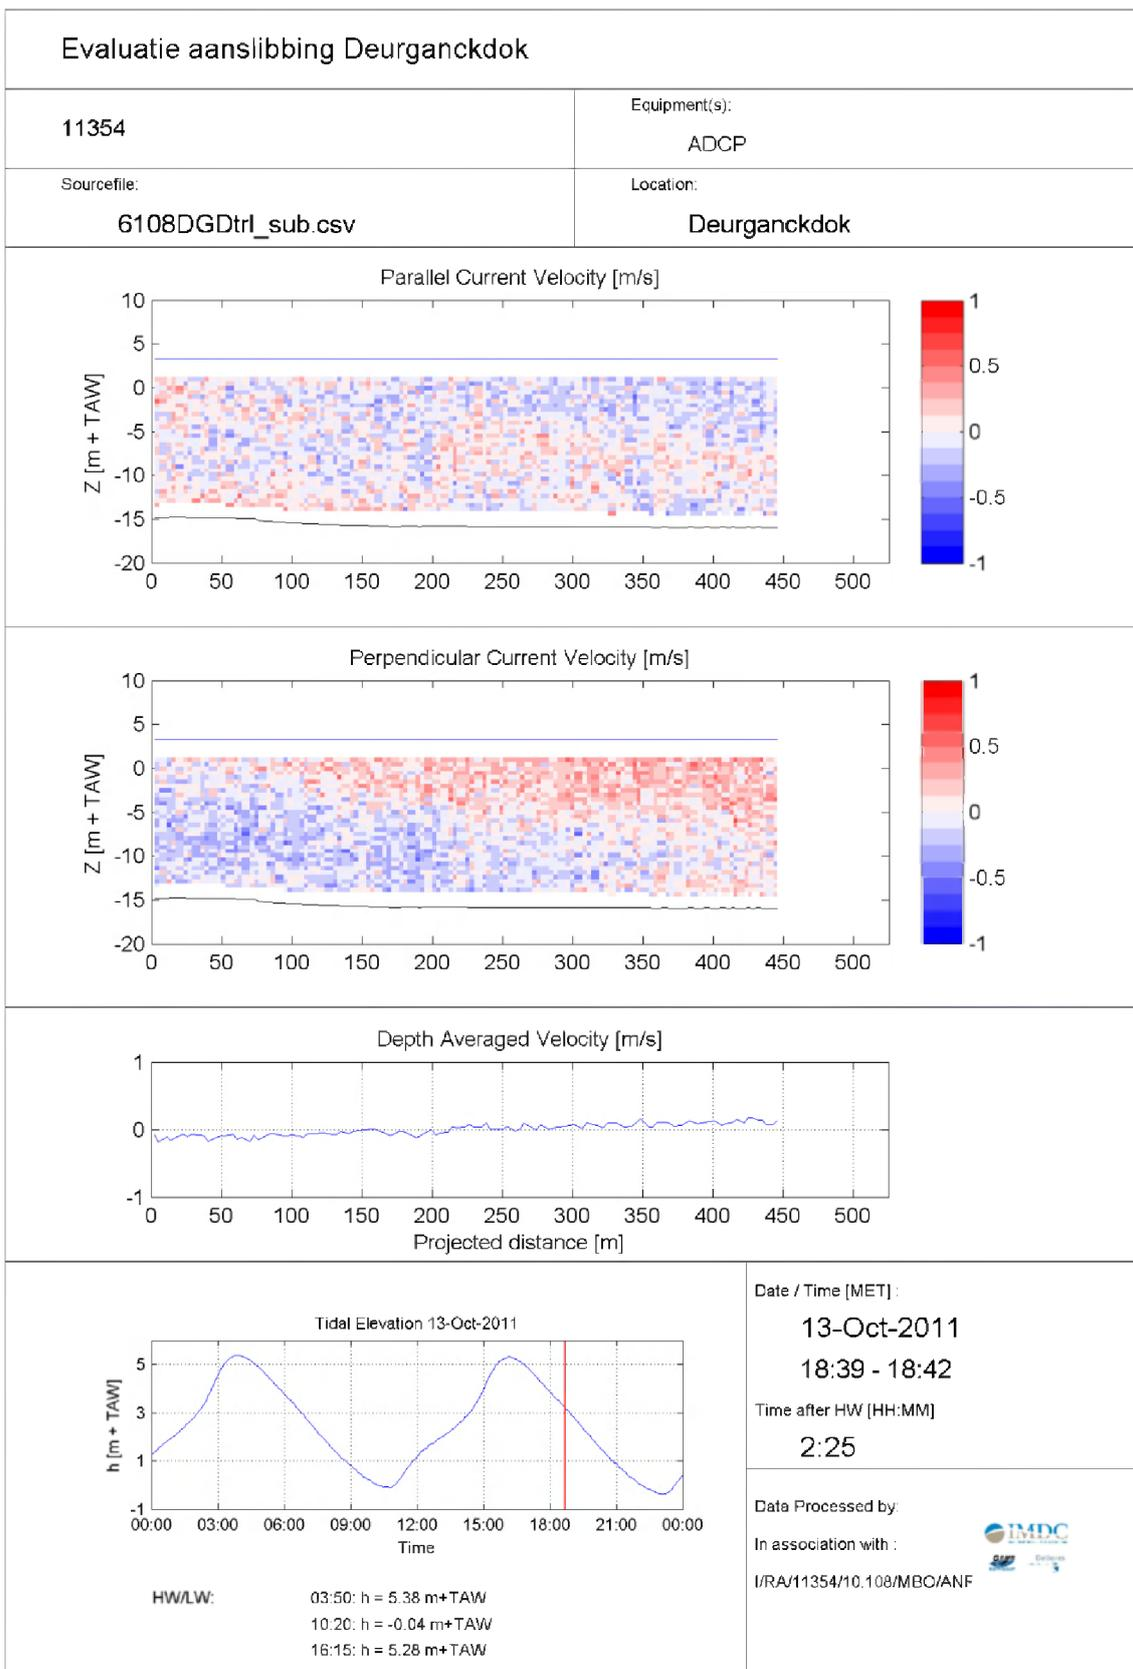 Evaluatie aanslibbing Deurganckdok
11354
Equipment(s):
ADCP
Sourcefile:
6108DGDtrl_sub.csv
Location:
Deurganckdok
Parallel Current Velocity [m/s]
Z [m + TAW]
10
5
0
-5
-10
-15
-20
0 50 100 150 200 250 300 350 400 450 500
1
0.5
0
-0.5
-1
Perpendicular Current Velocity [m/s]
Z [m + TAW]
10
5
0
-5
-10
-15
-20
0 50 100 150 200 250 300 350 400 450 500
1
0.5
0
-0.5
-1
Depth Averaged Velocity [m/s]
1
0
-1
0 50 100 150 200 250 300 350 400 450 500
Projected distance [m]
Tidal Elevation 13-Oct-2011
h [m + TAW]
5
3
1
-1
00:00 03:00 06:00 09:00 12:00 15:00 18:00 21:00 00:00
Time
HW/LW:
03:50: h = 5.38 m+TAW
10:20: h = -0.04 m+TAW
16:15: h = 5.28 m+TAW
Date / Time [MET] :
13-Oct-2011
18:39 - 18:42
Time after HW [HH:MM]
2:25
Data Processed by:
IMDC
In association with :
I/RA/11354/10.108/MBO/ANF